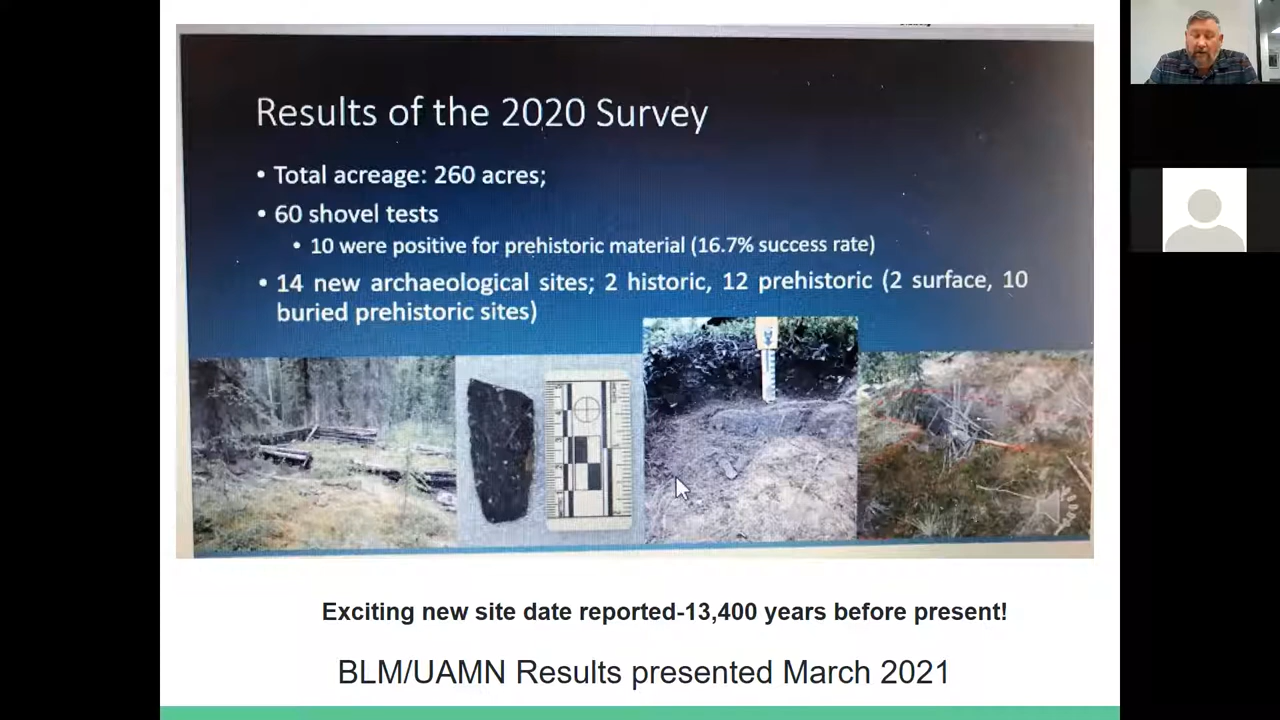 Results of the 2020 Survey
• Total acreage: 260 acres;
• 60 shovel tests
• 10 were positive for prehistoric material (16.7% success rate)
• 14 new archaeological sites; 2 historic, 12 prehistoric (2 surface, 10
buried prehistoric sites)
Exciting new site date reported-13,400 years before present!
BLM/UAMN Results presented March 2021